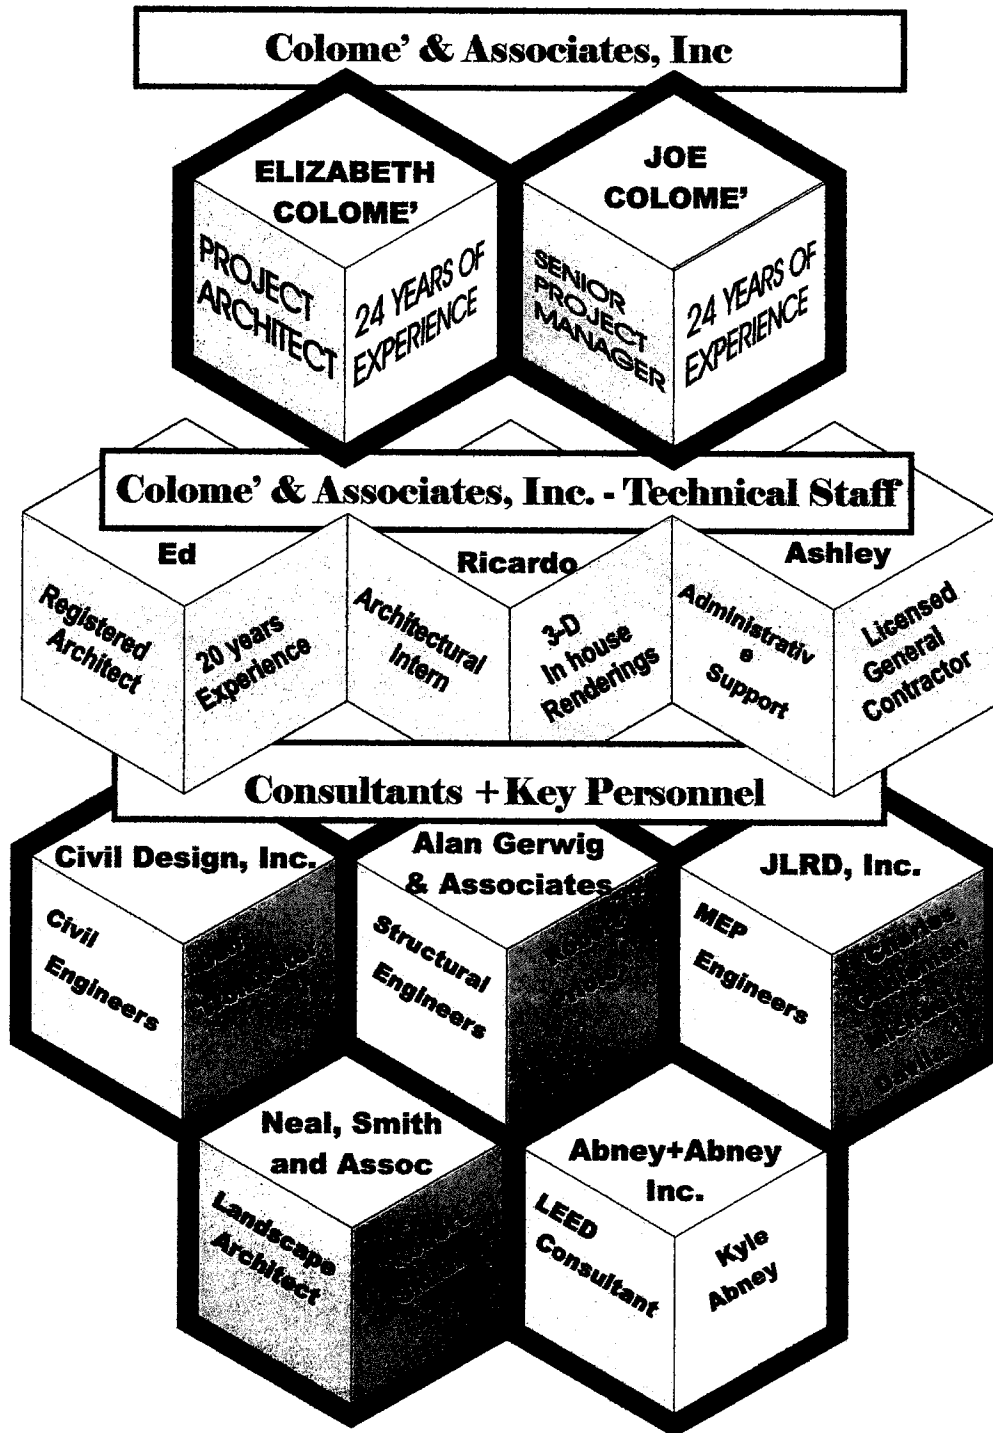 Colome' & Associates, Inc
ELIZABETH
COLOME'
PROJECT
ARCHITECT
24 YEARS OF
EXPERIENCE
JOE
COLOME'
SENIOR
PROJECT
MANAGER
24 YEARS OF
EXPERIENCE
Colome' & Associates, Inc. - Technical Staff
Ed
Registered
Architect
20 years
Experience
Ricardo
Architectural
Intern
3-D
In house
Renderings
Ashley
Administrativ
e
Support
Licensed
General
Contractor
Consultants + Key Personnel
Civil Design, Inc.
Civil
Engineers
Alan Gerwig
& Associates
Structural
Engineers
JLRD, Inc.
MEP
Engineers
Charles
Neal, Smith
and Assoc
Landscape
Architect
Abney+Abney
Inc.
LEED
Consultant
Kyle
Abney